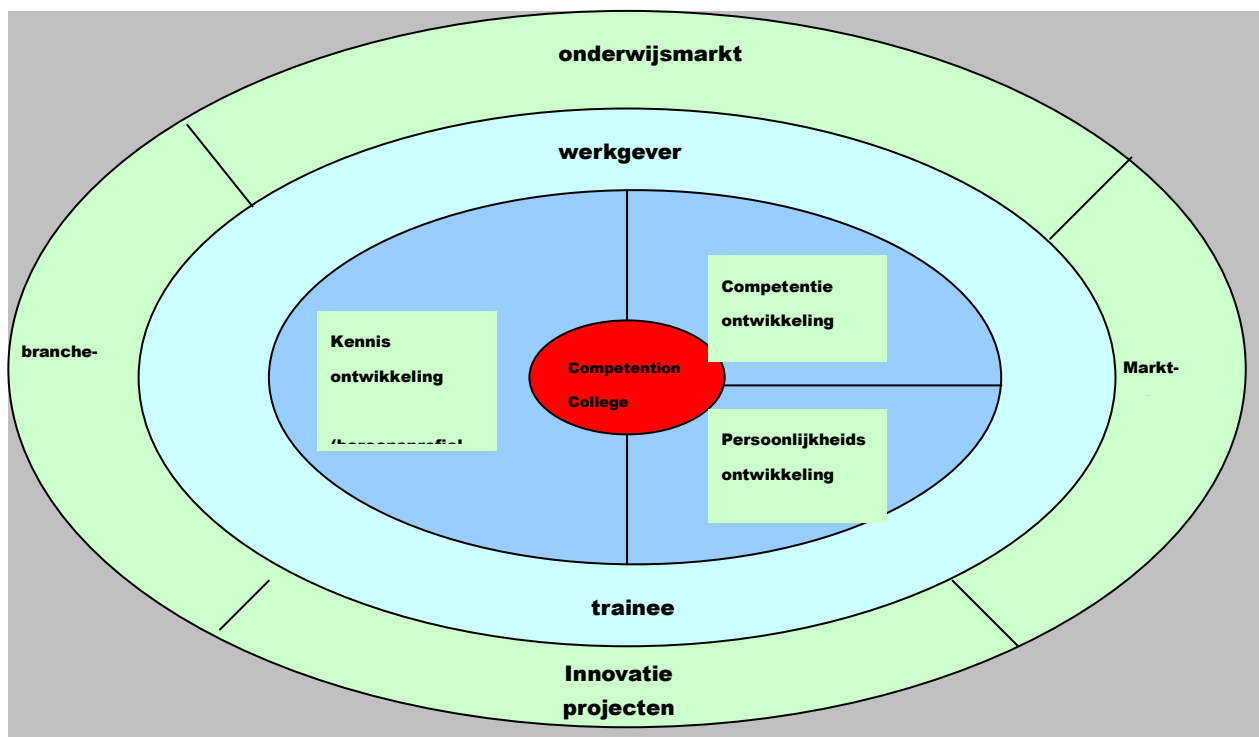 onderwijsmarkt
werkgever
Competentie
ontwikkeling
Kennis
ontwikkeling
branche-
Competention
College
Markt-
Persoonlijkheids
ontwikkeling
trainee
Innovatie
projecten